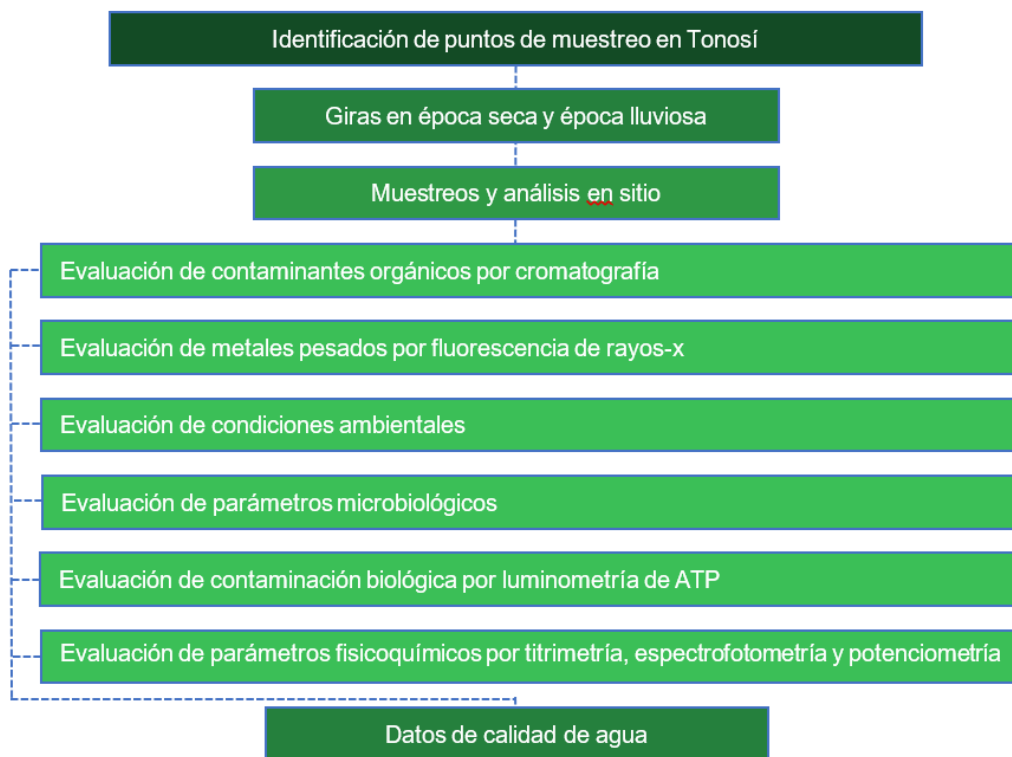 Identificación de puntos de muestreo en Tonosí
Giras en época seca y época lluviosa
Muestreos y análisis en sitio
Evaluación de contaminantes orgánicos por cromatografía
Evaluación de metales pesados por fluorescencia de rayos-x
Evaluación de condiciones ambientales
Evaluación de parámetros microbiológicos
Evaluación de contaminación biológica por luminometría de ATP
Evaluación de parámetros fisicoquímicos por titrimetría, espectrofotometría y potenciometría
Datos de calidad de agua